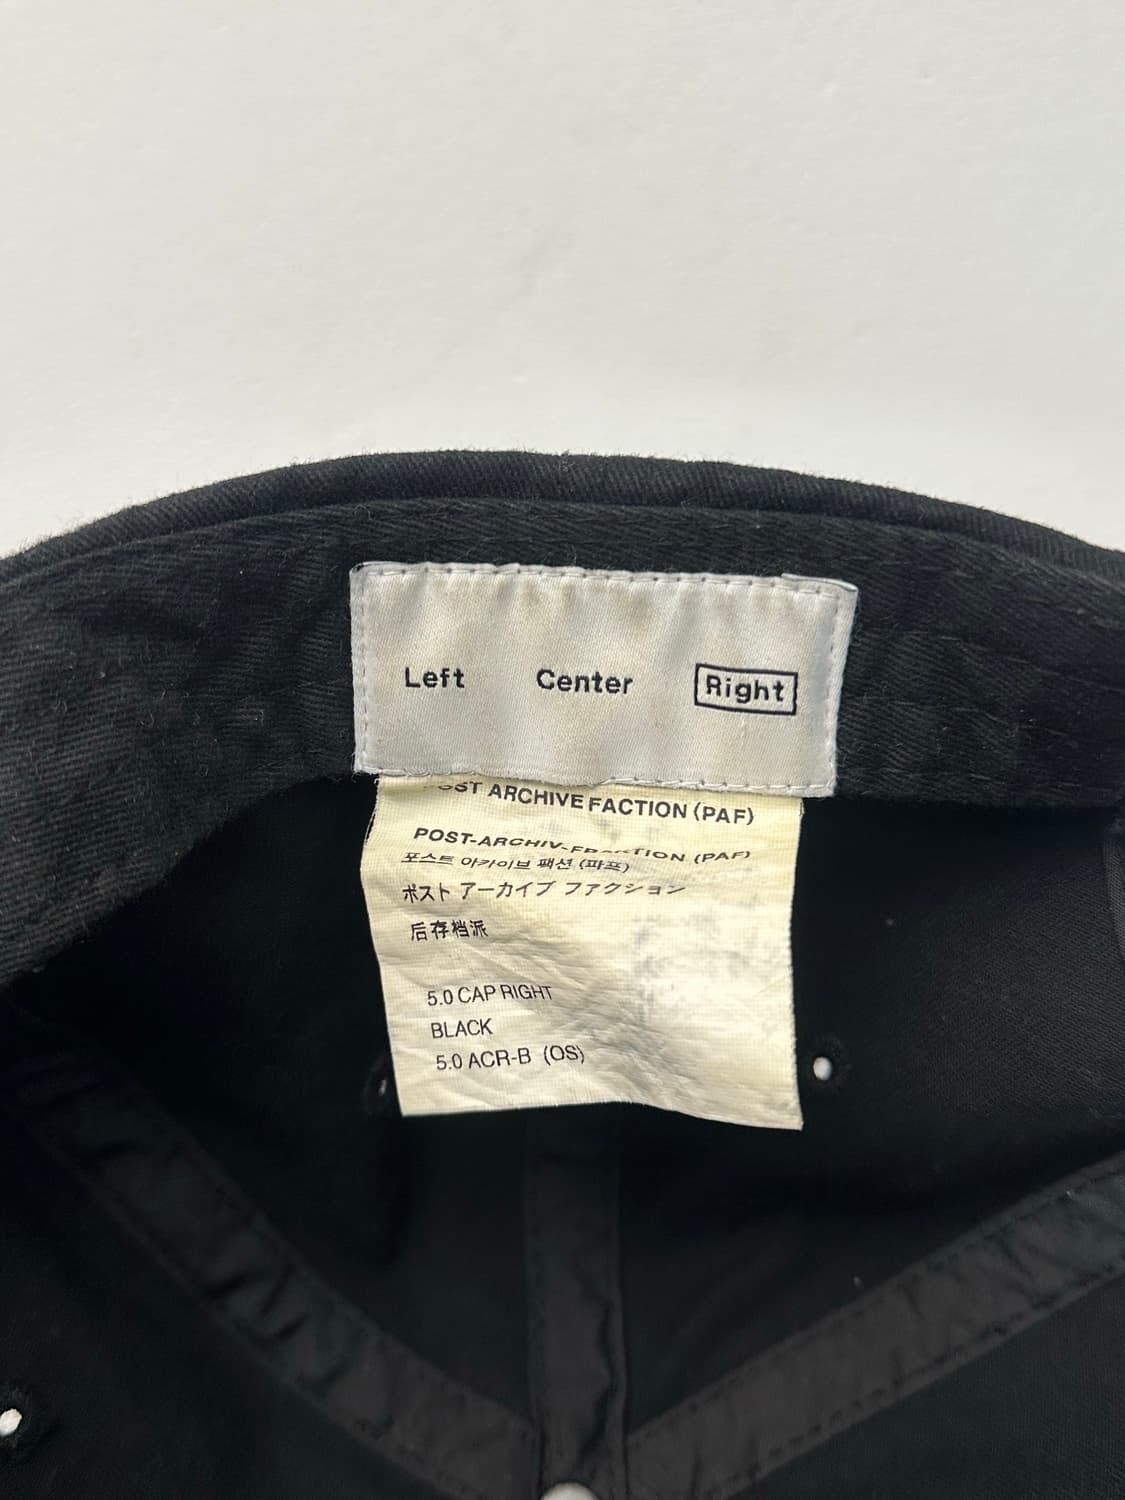 Left Center Right
POST ARCHIVE FACTION (PAF)
POST-ARCHIV- (PAF)
포스트 아카이브 팩션 (파프)
ポスト アーカイブ ファクション
后存档派
5.0 CAP RIGHT
BLACK
5.0 ACR-B (OS)